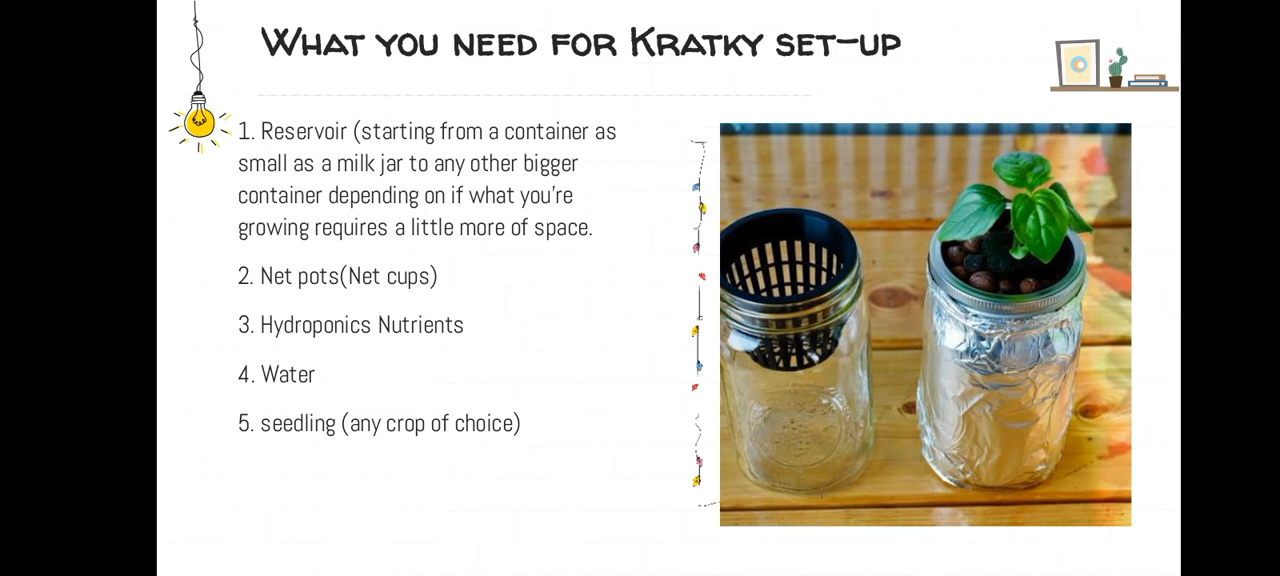 What you need for Kratky set-up
1. Reservoir (starting from a container as
small as a milk jar to any other bigger
container depending on if what you're
growing requires a little more of space.
2. Net pots(Net cups)
3. Hydroponics Nutrients
4. Water
5. seedling (any crop of choice)